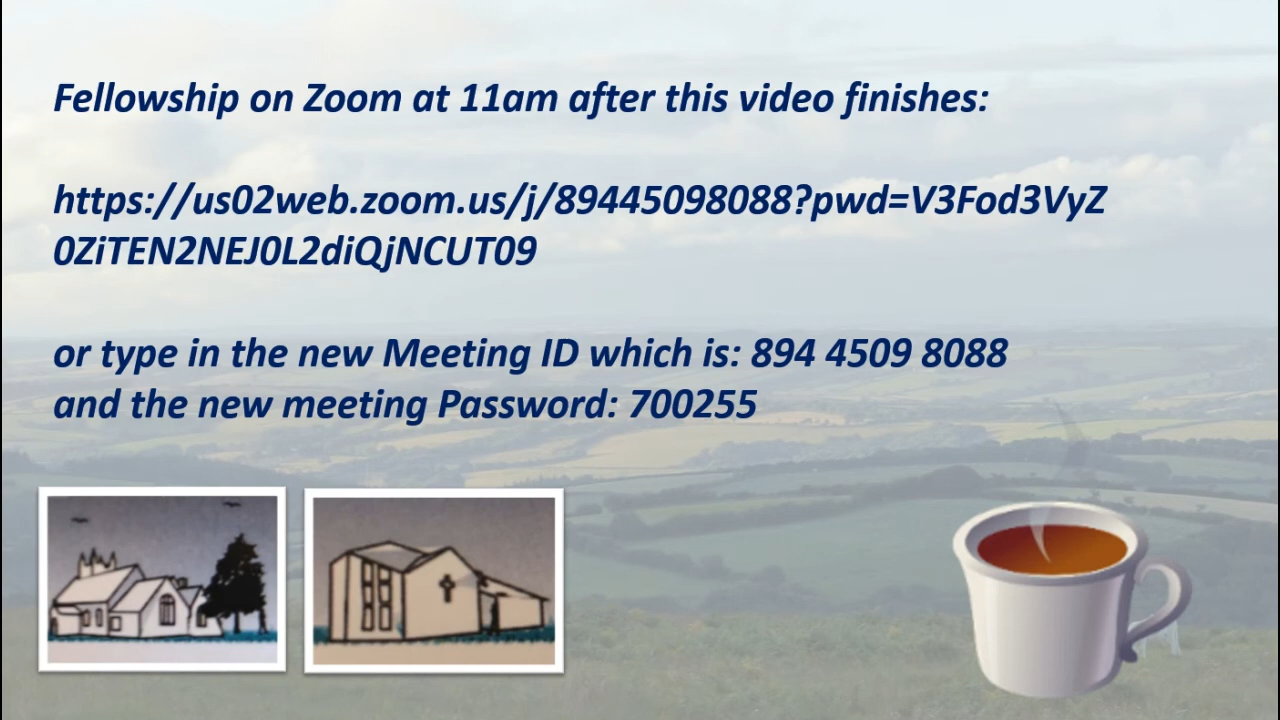 Fellowship on Zoom at 11am after this video finishes:
https://us02web.zoom.us/j/89445098088?pwd=V3Fod3VyZ
0ZiTEN2NEJ0L2diQjNCUT09
or type in the new Meeting ID which is: 894 4509 8088
and the new meeting Password: 700255